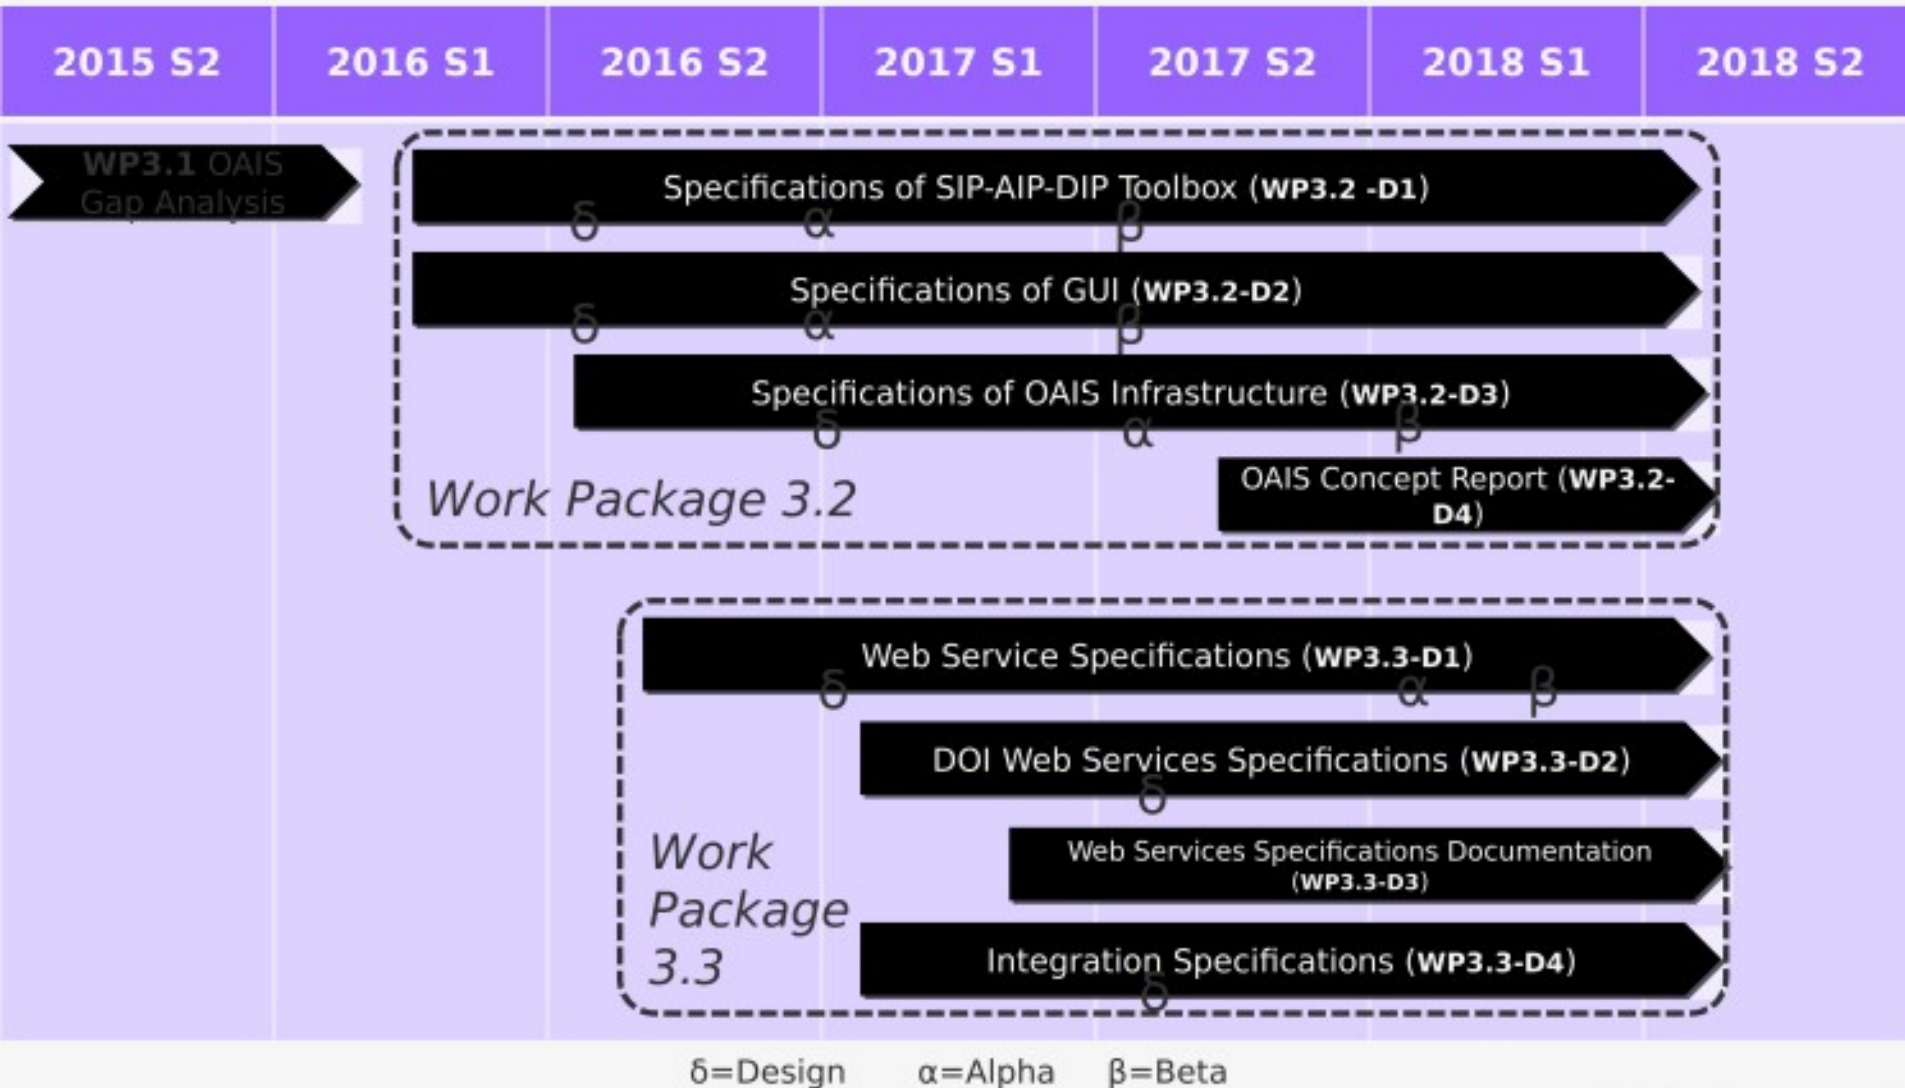 2015 S2 2016 S1 2016 S2 2017 S1 2017 S2 2018 S1 2018 S2
WP3.1 OAIS
Gap Analysis
Specifications of SIP-AIP-DIP Toolbox (WP3.2 -D1)
δ α β
Specifications of GUI (WP3.2-D2)
δ α β
Specifications of OAIS Infrastructure (WP3.2-D3)
δ α β
OAIS Concept Report (WP3.2-
D4)
Work Package 3.2
Web Service Specifications (WP3.3-D1)
δ α β
DOI Web Services Specifications (WP3.3-D2)
δ
Web Services Specifications Documentation
(WP3.3-D3)
Work
Package
3.3
Integration Specifications (WP3.3-D4)
δ
δ=Design α=Alpha β=Beta